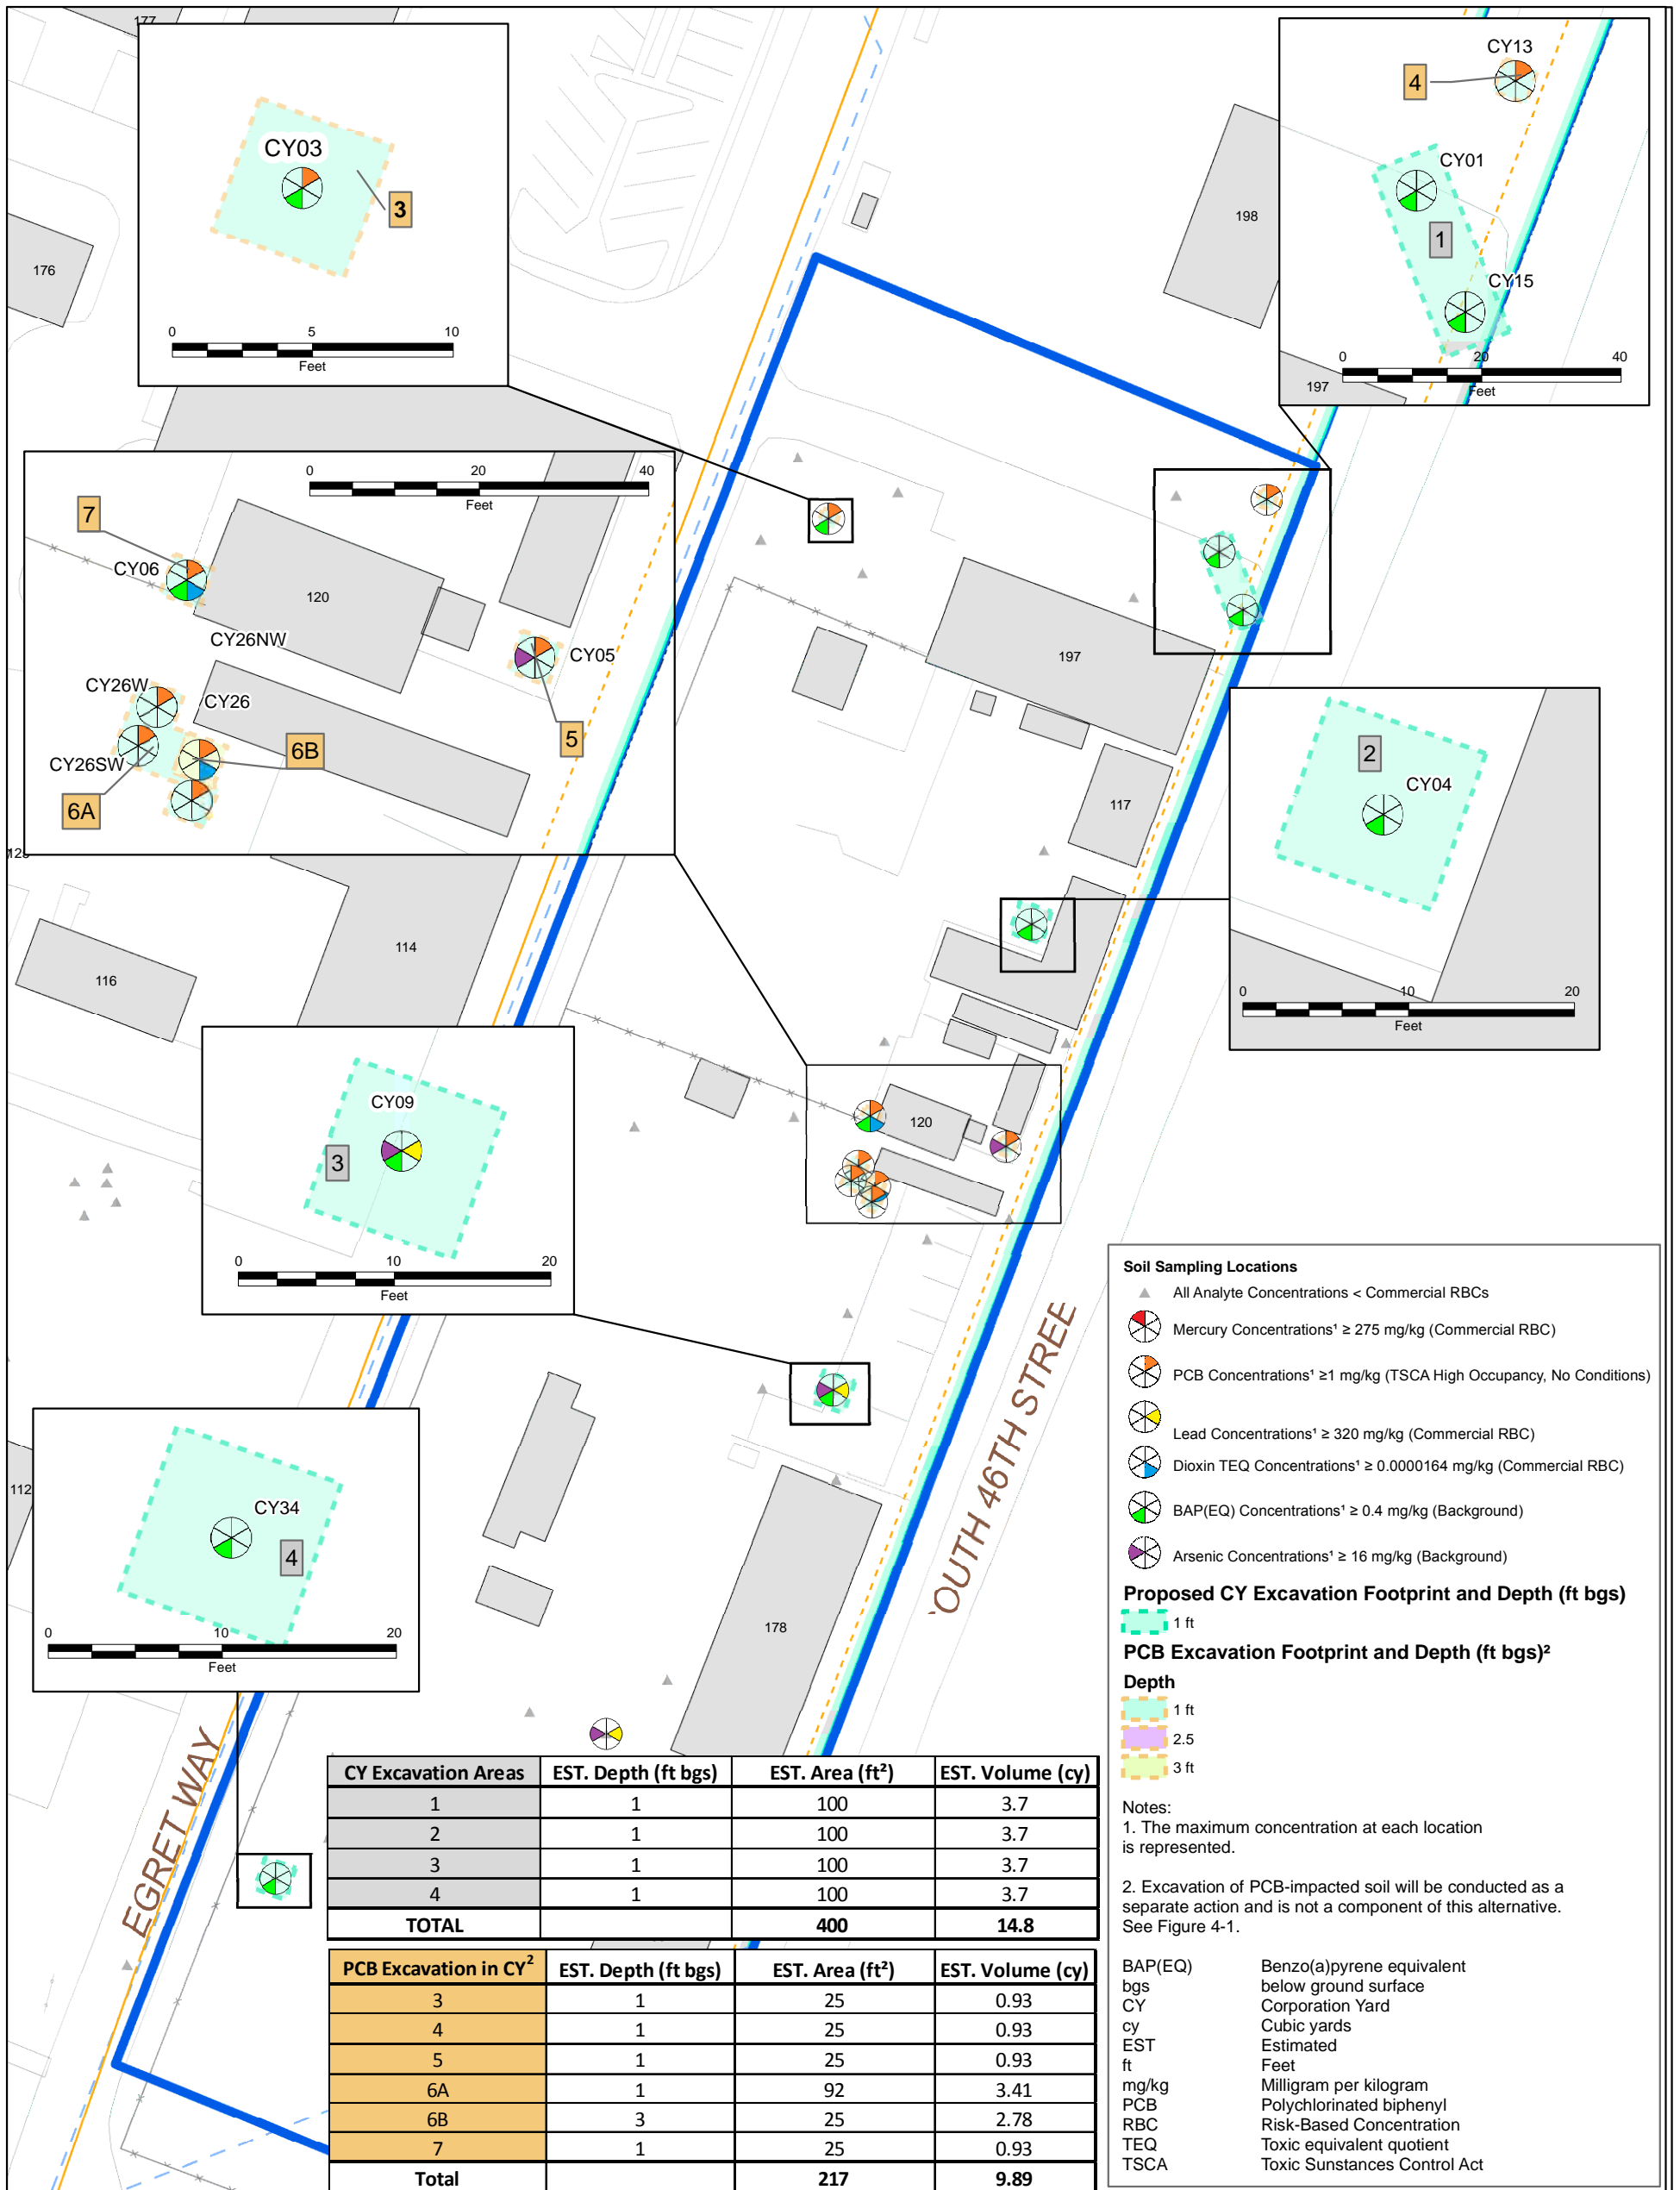 177
CY03
3
0 5 10
Feet
176
CY13
4
CY01
1
CY15
0 20 40
Feet
197
198
0 20 40
Feet
7
CY06
120
CY26NW
CY05
CY26W
CY26
5
6B
CY26SW
6A
197
2
CY04
0 10 20
Feet
117
114
116
CY09
3
0 10 20
Feet
120
CY34
4
0 10 20
Feet
112
178
OUTH 46TH STREE
EGRET WAY
Soil Sampling Locations
All Analyte Concentrations < Commercial RBCs
Mercury Concentrations¹ ≥ 275 mg/kg (Commercial RBC)
PCB Concentrations¹ ≥1 mg/kg (TSCA High Occupancy, No Conditions)
Lead Concentrations¹ ≥ 320 mg/kg (Commercial RBC)
Dioxin TEQ Concentrations¹ ≥ 0.0000164 mg/kg (Commercial RBC)
BAP(EQ) Concentrations¹ ≥ 0.4 mg/kg (Background)
Arsenic Concentrations¹ ≥ 16 mg/kg (Background)
Proposed CY Excavation Footprint and Depth (ft bgs)
1 ft
PCB Excavation Footprint and Depth (ft bgs)²
Depth
1 ft
2.5
3 ft
Notes:
1. The maximum concentration at each location
is represented.
2. Excavation of PCB-impacted soil will be conducted as a
separate action and is not a component of this alternative.
See Figure 4-1.
BAP(EQ) Benzo(a)pyrene equivalent
bgs below ground surface
CY Corporation Yard
cy Cubic yards
EST Estimated
ft Feet
mg/kg Milligram per kilogram
PCB Polychlorinated biphenyl
RBC Risk-Based Concentration
TEQ Toxic equivalent quotient
TSCA Toxic Sunstances Control Act
CY Excavation Areas EST. Depth (ft bgs) EST. Area (ft²) EST. Volume (cy)
1 1 100 3.7
2 1 100 3.7
3 1 100 3.7
4 1 100 3.7
TOTAL 400 14.8
PCB Excavation in CY² EST. Depth (ft bgs) EST. Area (ft²) EST. Volume (cy)
3 1 25 0.93
4 1 25 0.93
5 1 25 0.93
6A 1 92 3.41
6B 3 25 2.78
7 1 25 0.93
Total 217 9.89